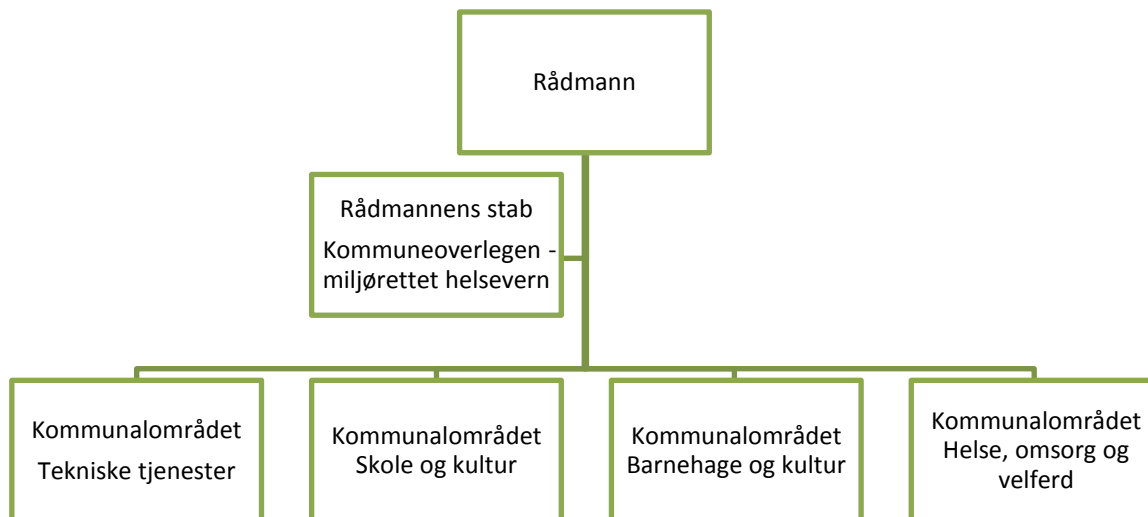 Rådmann
Rådmannens stab
Kommuneoverlegen -
miljørettet helsevern
Kommunalområdet
Tekniske tjenester
Kommunalområdet
Skole og kultur
Kommunalområdet
Barnehage og kultur
Kommunalområdet
Helse, omsorg og
velferd